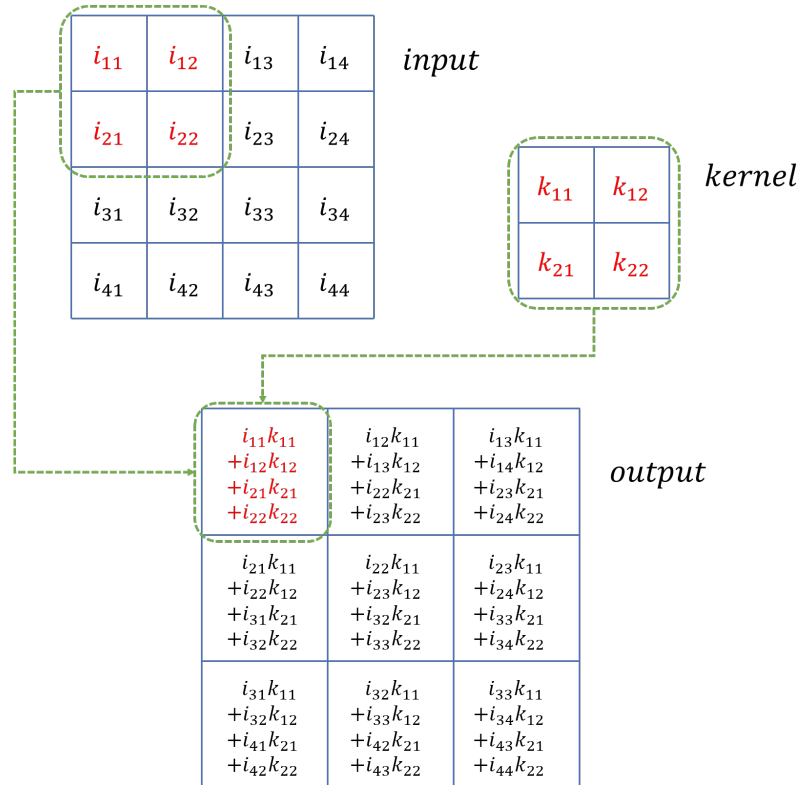 i₁₁ i₁₂ i₁₃ i₁₄ input
i₂₁ i₂₂ i₂₃ i₂₄
i₃₁ i₃₂ i₃₃ i₃₄
i₄₁ i₄₂ i₄₃ i₄₄
k₁₁ k₁₂ kernel
k₂₁ k₂₂
i₁₁k₁₁ i₁₂k₁₁ i₁₃k₁₁
+i₁₂k₁₂ +i₁₃k₁₂ +i₁₄k₁₂
+i₂₁k₂₁ +i₂₂k₂₁ +i₂₃k₂₁
+i₂₂k₂₂ +i₂₃k₂₂ +i₂₄k₂₂
output
i₂₁k₁₁ i₂₂k₁₁ i₂₃k₁₁
+i₂₂k₁₂ +i₂₃k₁₂ +i₂₄k₁₂
+i₃₁k₂₁ +i₃₂k₂₁ +i₃₃k₂₁
+i₃₂k₂₂ +i₃₃k₂₂ +i₃₄k₂₂
i₃₁k₁₁ i₃₂k₁₁ i₃₃k₁₁
+i₃₂k₁₂ +i₃₃k₁₂ +i₃₄k₁₂
+i₄₁k₂₁ +i₄₂k₂₁ +i₄₃k₂₁
+i₄₂k₂₂ +i₄₃k₂₂ +i₄₄k₂₂